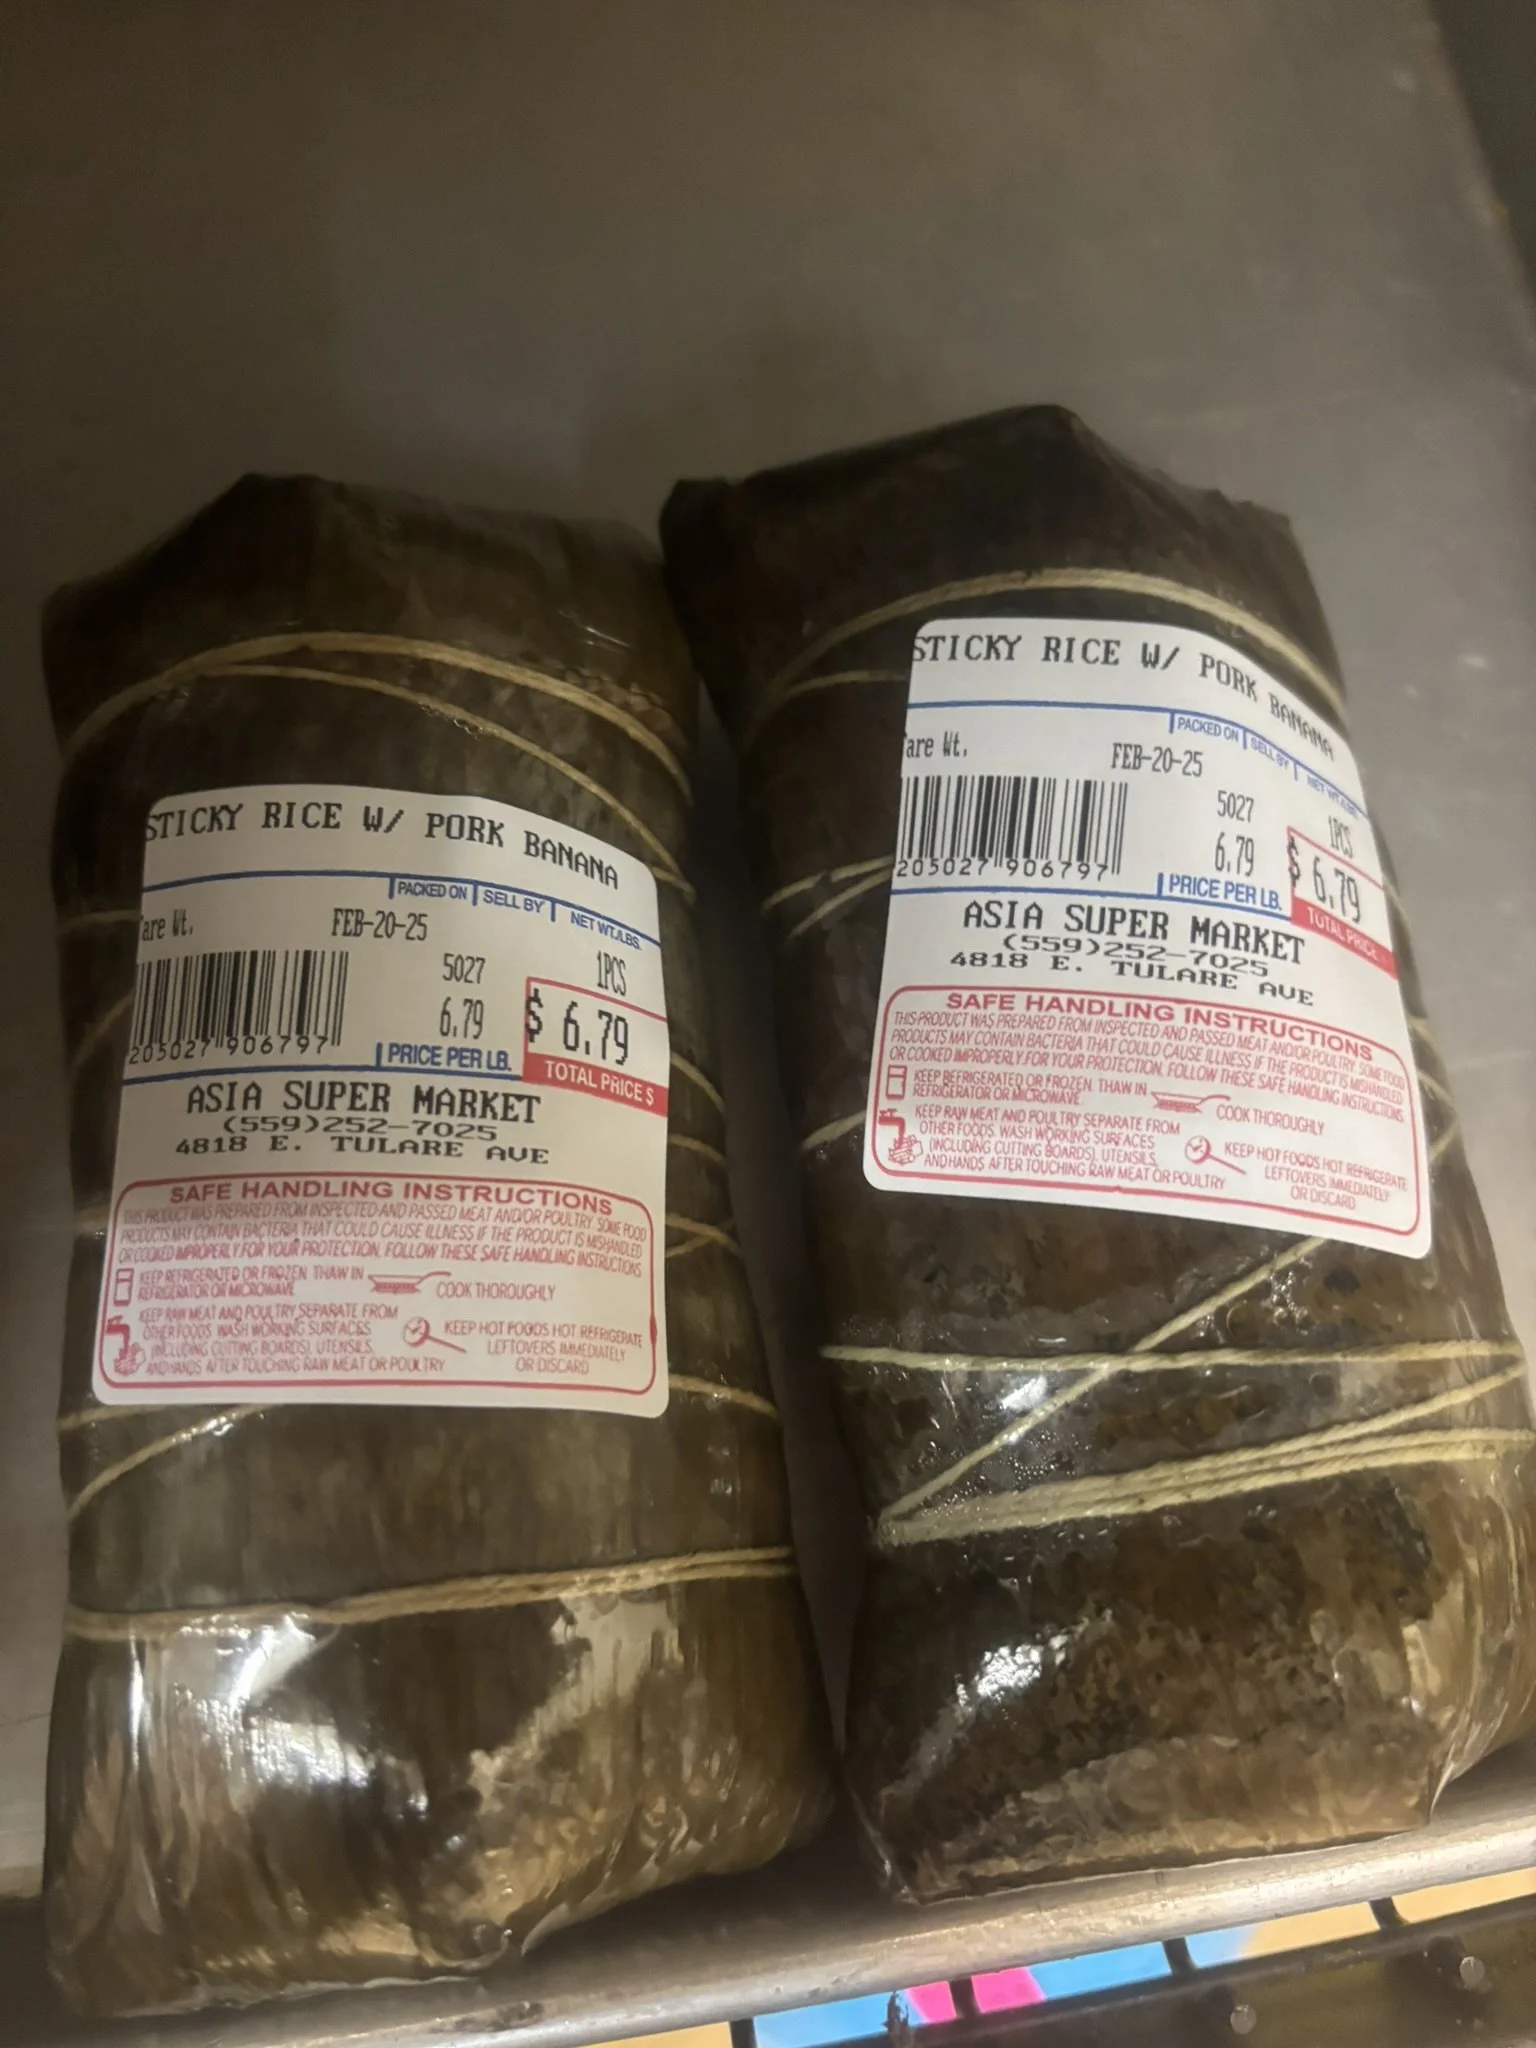 STICKY RICE W/ PORK BANANA
PACKED ON SELL BY NET WT./LBS.
are Wt. FEB-20-25
5027 1PCS
6.79 $ 6.79
205027 906797
PRICE PER LB. TOTAL PRICE $
ASIA SUPER MARKET
(559)252-7025
4818 E. TULARE AVE
SAFE HANDLING INSTRUCTIONS
THIS PRODUCT WAS PREPARED FROM INSPECTED AND PASSED MEAT AND/OR POULTRY. SOME FOOD
PRODUCTS MAY CONTAIN BACTERIA THAT COULD CAUSE ILLNESS IF THE PRODUCT IS MISHANDLED
OR COOKED IMPROPERLY. FOR YOUR PROTECTION, FOLLOW THESE SAFE HANDLING INSTRUCTIONS.
KEEP REFRIGERATED OR FROZEN. THAW IN
REFRIGERATOR OR MICROWAVE.
COOK THOROUGHLY
KEEP RAW MEAT AND POULTRY SEPARATE FROM
OTHER FOODS. WASH WORKING SURFACES
(INCLUDING CUTTING BOARDS), UTENSILS,
AND HANDS AFTER TOUCHING RAW MEAT OR POULTRY
KEEP HOT FOODS HOT. REFRIGERATE
LEFTOVERS IMMEDIATELY
OR DISCARD
STICKY RICE W/ PORK BANANA
PACKED ON SELL BY NET WT./LBS.
are Wt. FEB-20-25
5027 1PCS
6.79 $ 6.79
205027 906797
PRICE PER LB. TOTAL PRICE
ASIA SUPER MARKET
(559)252-7025
4818 E. TULARE AVE
SAFE HANDLING INSTRUCTIONS
THIS PRODUCT WAS PREPARED FROM INSPECTED AND PASSED MEAT AND/OR POULTRY. SOME FOOD
PRODUCTS MAY CONTAIN BACTERIA THAT COULD CAUSE ILLNESS IF THE PRODUCT IS MISHANDLED
OR COOKED IMPROPERLY. FOR YOUR PROTECTION, FOLLOW THESE SAFE HANDLING INSTRUCTIONS.
KEEP REFRIGERATED OR FROZEN. THAW IN
REFRIGERATOR OR MICROWAVE.
COOK THOROUGHLY
KEEP RAW MEAT AND POULTRY SEPARATE FROM
OTHER FOODS. WASH WORKING SURFACES
(INCLUDING CUTTING BOARDS), UTENSILS,
AND HANDS AFTER TOUCHING RAW MEAT OR POULTRY
KEEP HOT FOODS HOT. REFRIGERATE
LEFTOVERS IMMEDIATELY
OR DISCARD